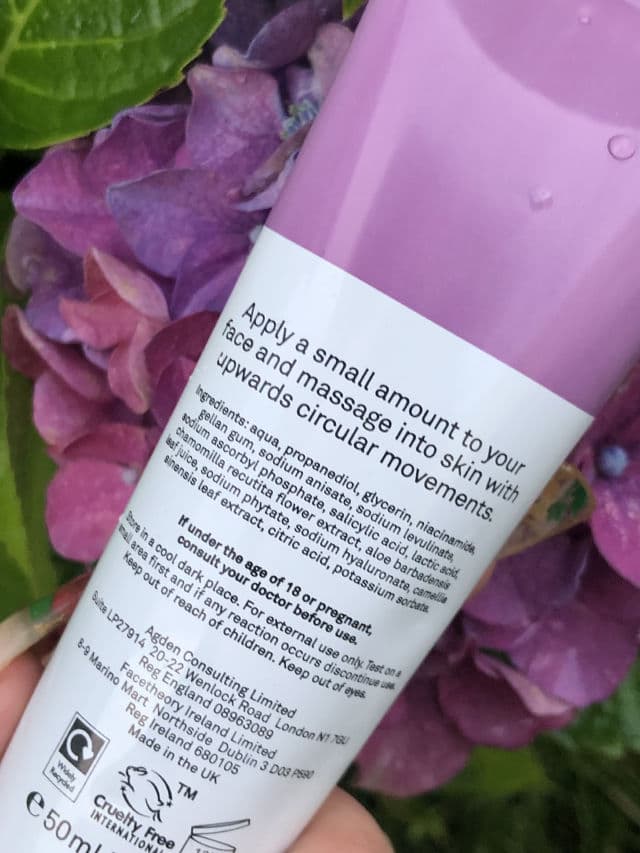 Apply a small amount to your
face and massage into skin with
upwards circular movements.
Ingredients: aqua, propanediol, glycerin, niacinamide,
gellan gum, sodium anisate, sodium levulinate,
sodium ascorbyl phosphate, salicylic acid, lactic acid,
chamomilla recutita flower extract, aloe barbadensis
leaf juice, sodium phytate, sodium hyaluronate, camellia
sinensis leaf extract, citric acid, potassium sorbate.
If under the age of 18 or pregnant,
consult your doctor before use.
Store in a cool dark place. For external use only. Test on a
small area first and if any reaction occurs discontinue use.
Keep out of reach of children. Keep out of eyes.
Agden Consulting Limited
Suite LP27914 20-22 Wenlock Road London N1 7GU
Reg England 08963089
Facetheory Ireland Limited
8-9 Marino Mart Northside Dublin 3 D03 P590
Reg Ireland 680105
Made in the UK
Widely
Recycled
TM
Cruelty Free
INTERNATIONAL
e50ml